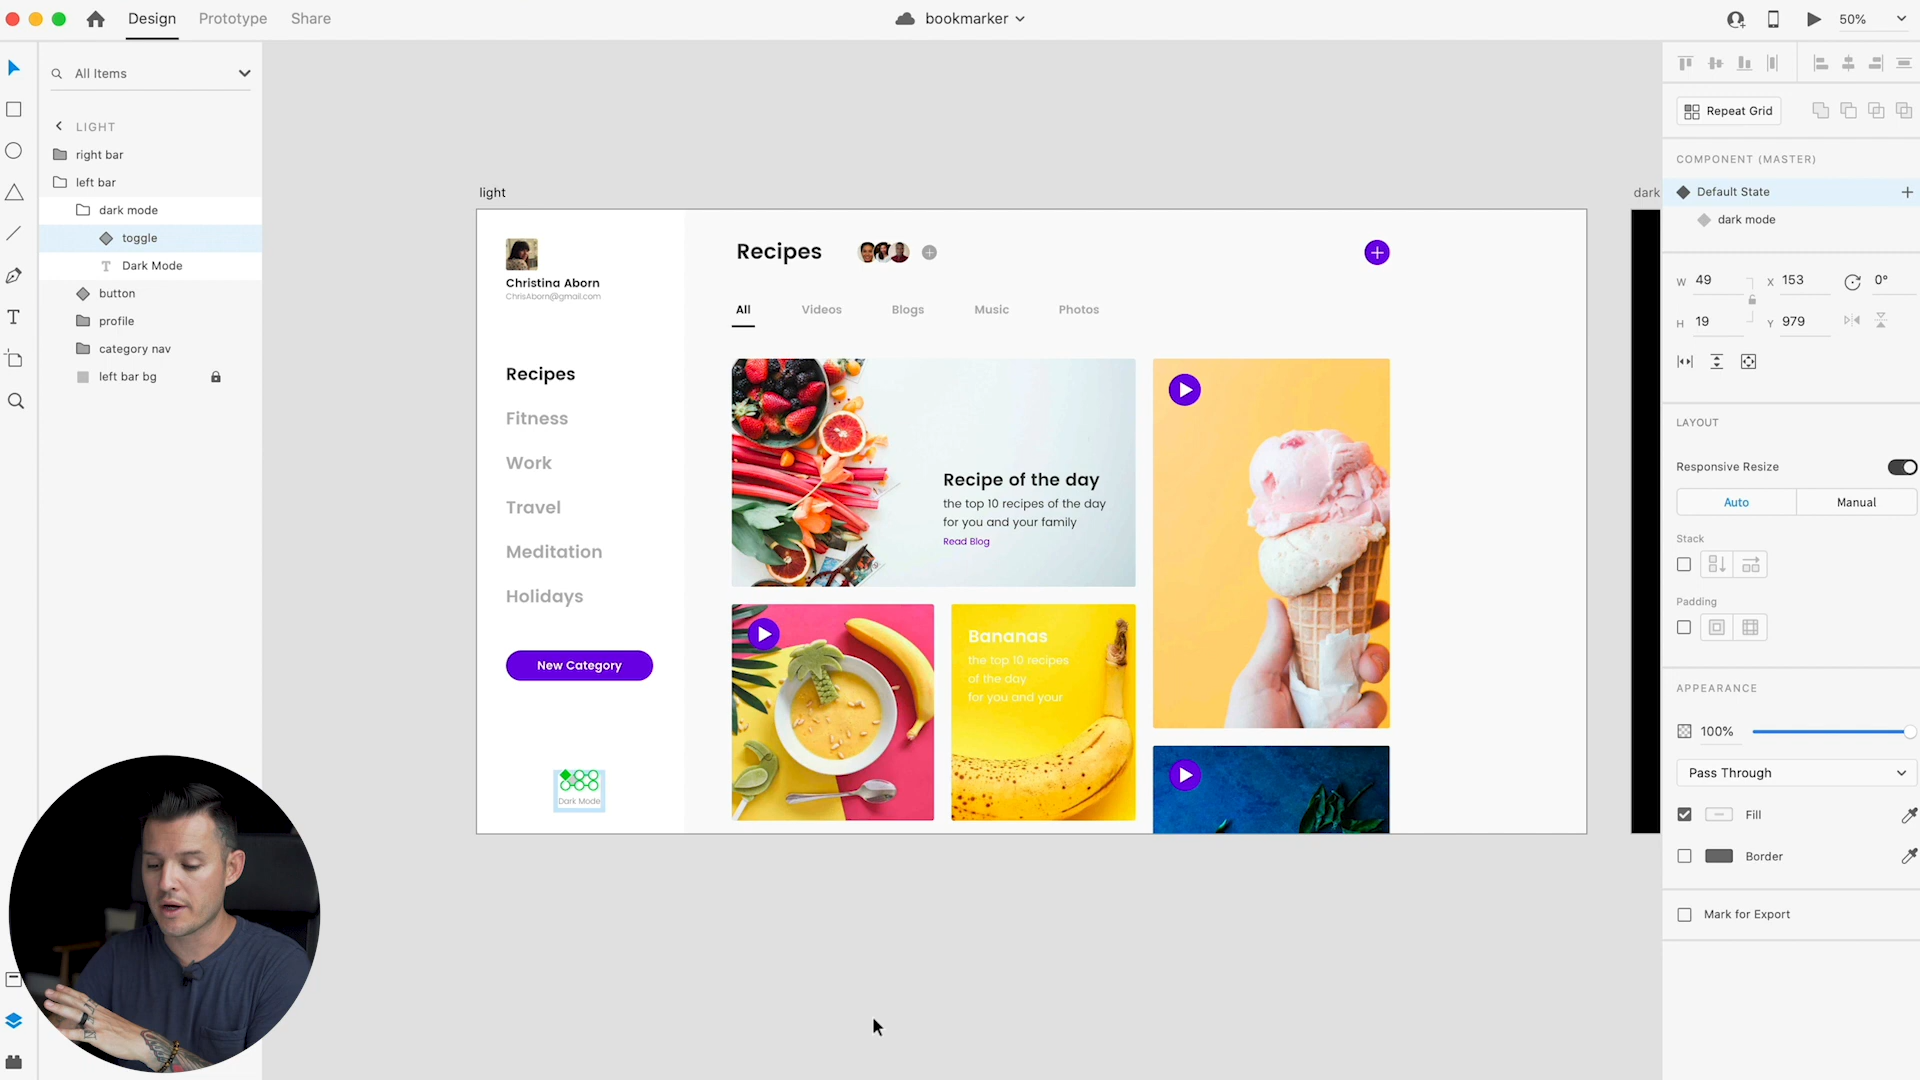 Design
Prototype
Share
bookmarker
50%
All Items
LIGHT
right bar
left bar
dark mode
toggle
Dark Mode
button
profile
category nav
left bar bg
light
dark
Christina Aborn
ChrisAborn@gmail.com
Recipes
Fitness
Work
Travel
Meditation
Holidays
New Category
Dark Mode
Recipes
All
Videos
Blogs
Music
Photos
Recipe of the day
the top 10 recipes of the day
for you and your family
Read Blog
Bananas
the top 10 recipes
of the day
for you and your
Repeat Grid
COMPONENT (MASTER)
Default State
dark mode
W 49
X 153
0°
H 19
Y 979
LAYOUT
Responsive Resize
Auto
Manual
Stack
Padding
APPEARANCE
100%
Pass Through
Fill
Border
Mark for Export